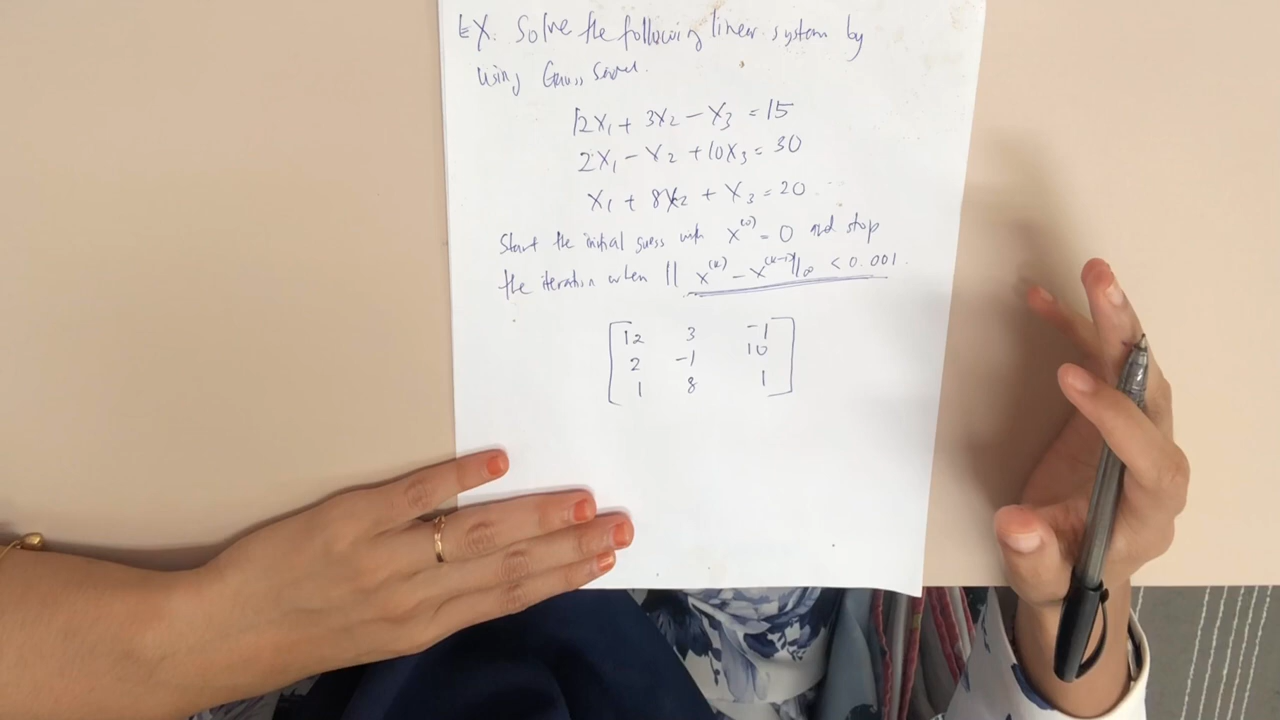 EX. Solve the following linear system by
using Gauss Seidel.
12x₁ + 3x₂ - x₃ = 15
2x₁ - x₂ + 10x₃ = 30
x₁ + 8x₂ + x₃ = 20
Start the initial guess with x⁽⁰⁾ = 0 and stop
the iteration when || x⁽ᵏ⁾ - x⁽ᵏ⁻¹⁾ ||∞ < 0.001.
12 3 -1
2 -1 10
1 8 1